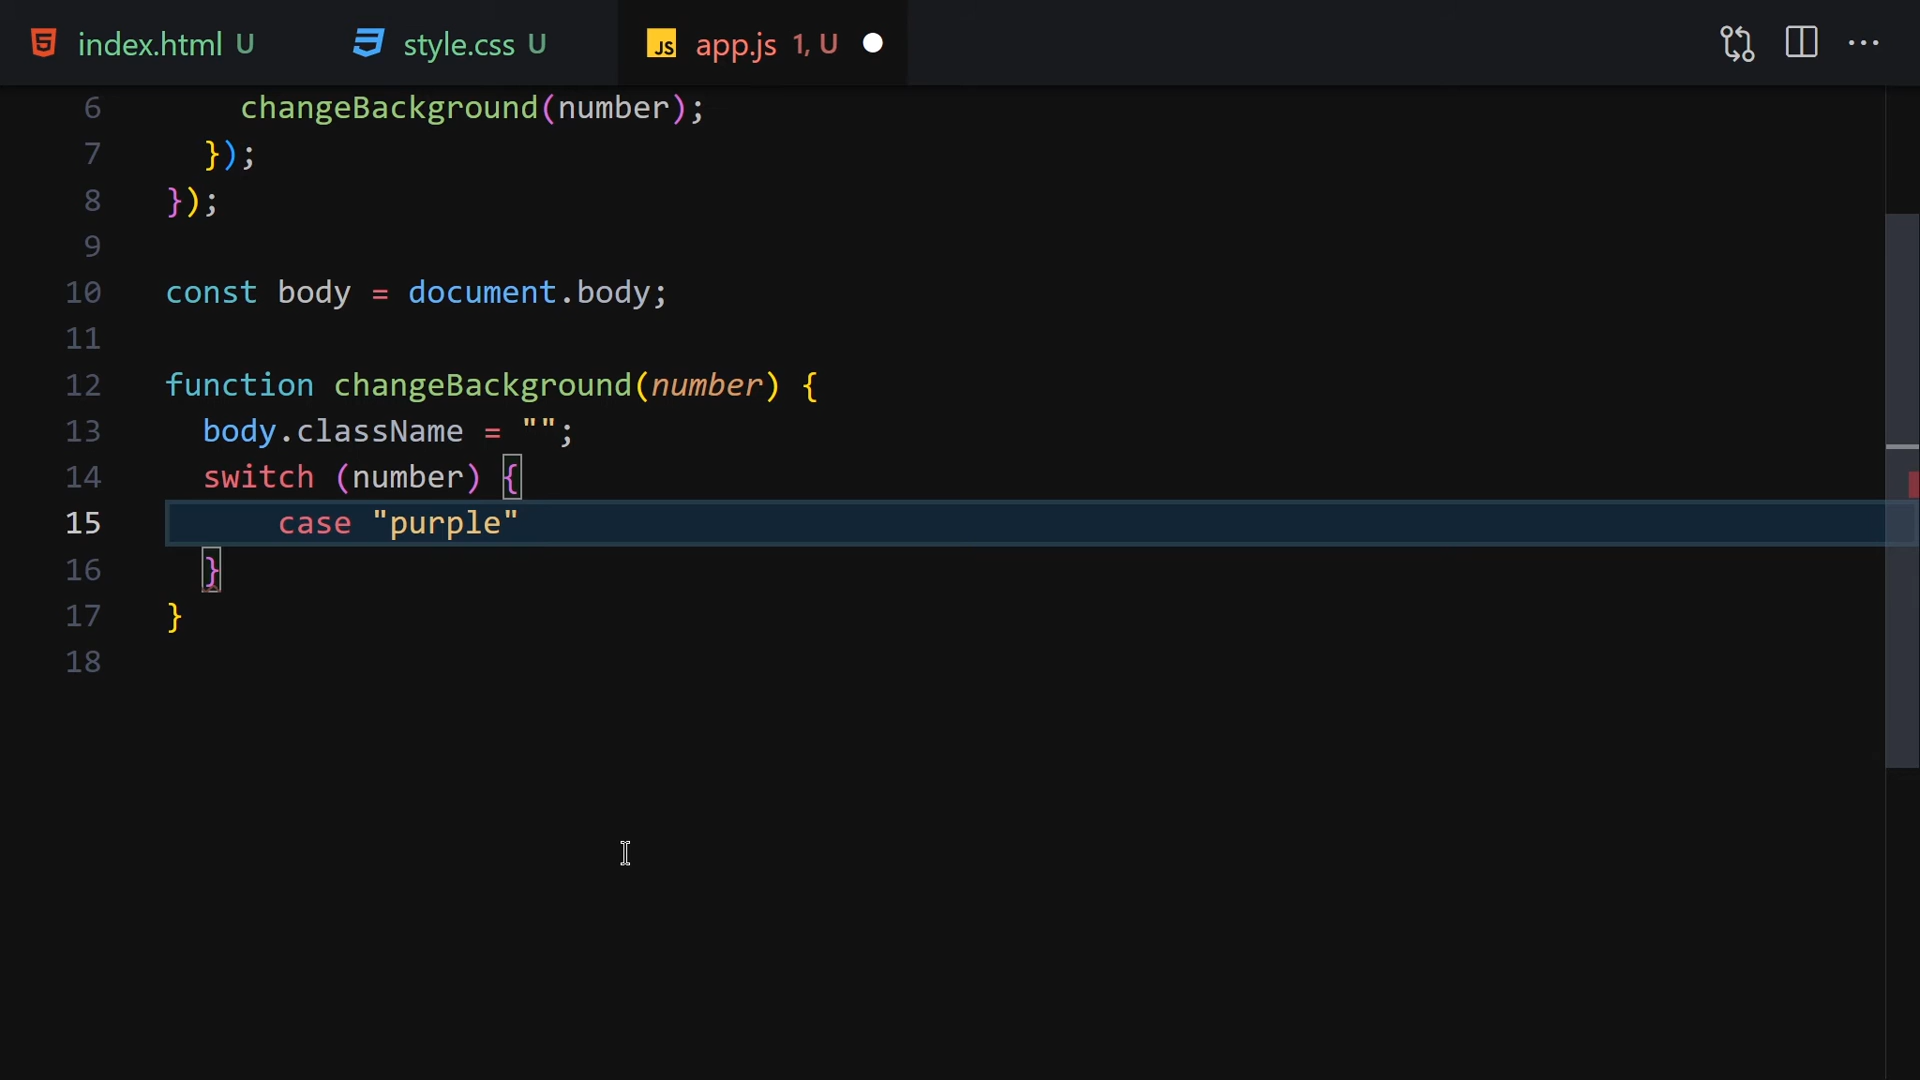 index.html U style.css U JS app.js 1, U
6 changeBackground(number);
7 });
8 });
9
10 const body = document.body;
11
12 function changeBackground(number) {
13 body.className = "";
14 switch (number) {
15 case "purple"
16 }
17 }
18